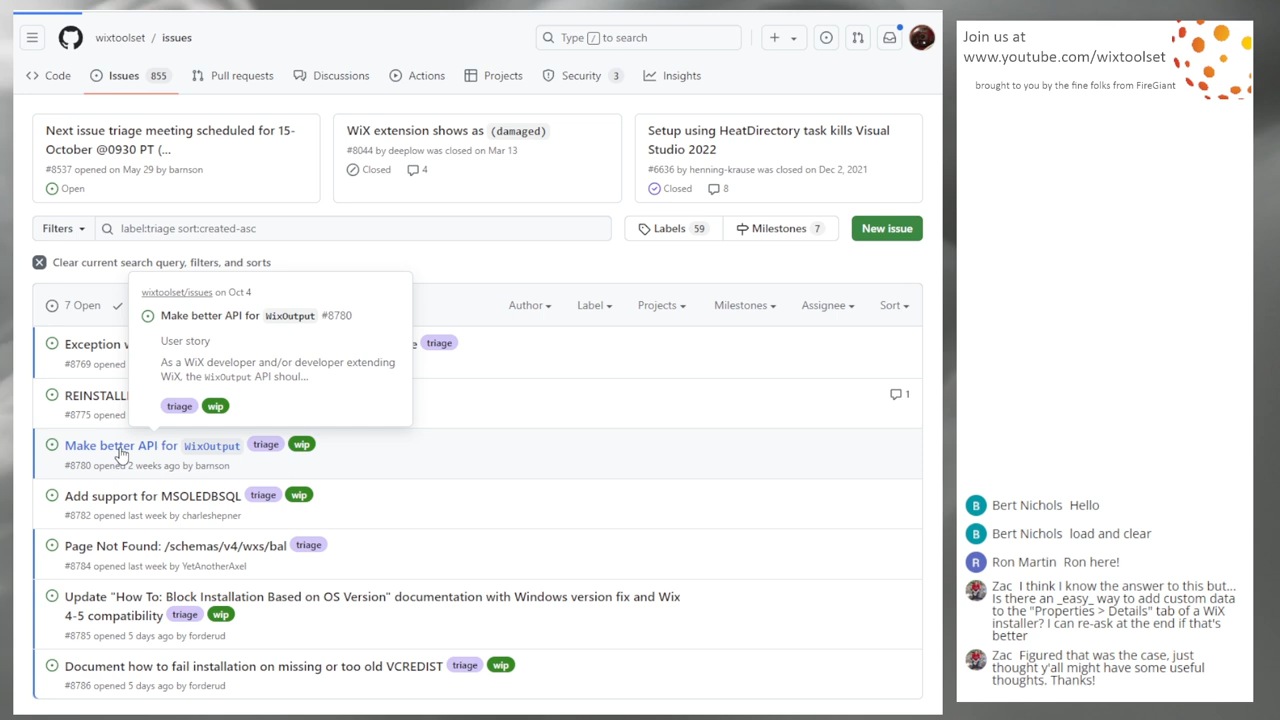 wixtoolset / issues
Type / to search
Code
Issues 855
Pull requests
Discussions
Actions
Projects
Security 3
Insights
Next issue triage meeting scheduled for 15-
October @0930 PT (...
#8537 opened on May 29 by barnson
Open
WiX extension shows as (damaged)
#8044 by deeplow was closed on Mar 13
Closed 4
Setup using HeatDirectory task kills Visual
Studio 2022
#6636 by henning-krause was closed on Dec 2, 2021
Closed 8
Filters
label:triage sort:created-asc
Labels 59
Milestones 7
New issue
Clear current search query, filters, and sorts
7 Open
Author
Label
Projects
Milestones
Assignee
Sort
wixtoolset/issues on Oct 4
Make better API for WixOutput #8780
User story
As a WiX developer and/or developer extending
WiX, the WixOutput API shoul...
triage wip
Exception
triage
#8769 opened
1
#8775 opened
Make better API for WixOutput triage wip
#8780 opened 2 weeks ago by barnson
Add support for MSOLEDBSQL triage wip
#8782 opened last week by charleshepner
Page Not Found: /schemas/v4/wxs/bal triage
#8784 opened last week by YetAnotherAxel
Update "How To: Block Installation Based on OS Version" documentation with Windows version fix and Wix
4-5 compatibility triage wip
#8785 opened 5 days ago by forderud
Document how to fail installation on missing or too old VCREDIST triage wip
#8786 opened 5 days ago by forderud
Join us at
www.youtube.com/wixtoolset
brought to you by the fine folks from FireGiant
B Bert Nichols Hello
B Bert Nichols load and clear
R Ron Martin Ron here!
Zac I think I know the answer to this but...
Is there an _easy_ way to add custom data
to the "Properties > Details" tab of a WiX
installer? I can re-ask at the end if that's
better
Zac Figured that was the case, just
thought y'all might have some useful
thoughts. Thanks!